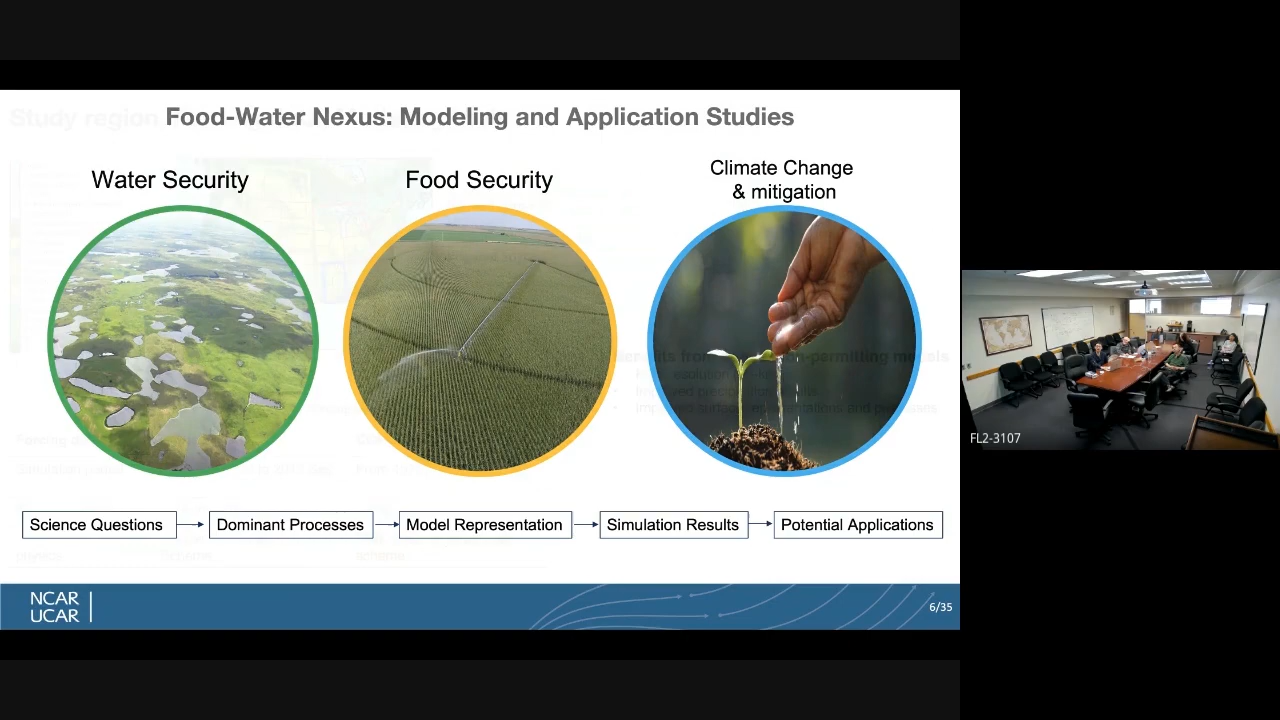 Study region
Food-Water Nexus: Modeling and Application Studies
Water Security
Food Security
Climate Change
& mitigation
Science Questions
Dominant Processes
Model Representation
Simulation Results
Potential Applications
NCAR
UCAR
6/35
FL2-3107